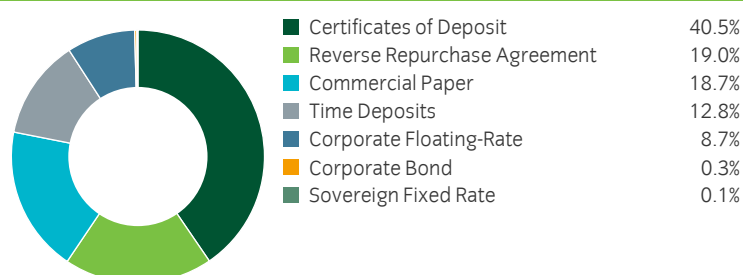 Certificates of Deposit 40.5%
Reverse Repurchase Agreement 19.0%
Commercial Paper 18.7%
Time Deposits 12.8%
Corporate Floating-Rate 8.7%
Corporate Bond 0.3%
Sovereign Fixed Rate 0.1%